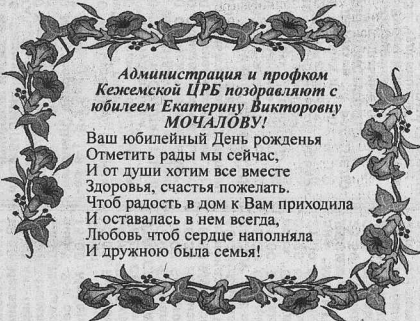 Администрация и профком
Кежемской ЦРБ поздравляют с
юбилеем Екатерину Викторовну
МОЧАЛОВУ!
Ваш юбилейный День рожденья
Отметить рады мы сейчас,
И от души хотим все вместе
Здоровья, счастья пожелать.
Чтоб радость в дом к Вам приходила
И оставалась в нем всегда,
Любовь чтоб сердце наполняла
И дружною была семья!